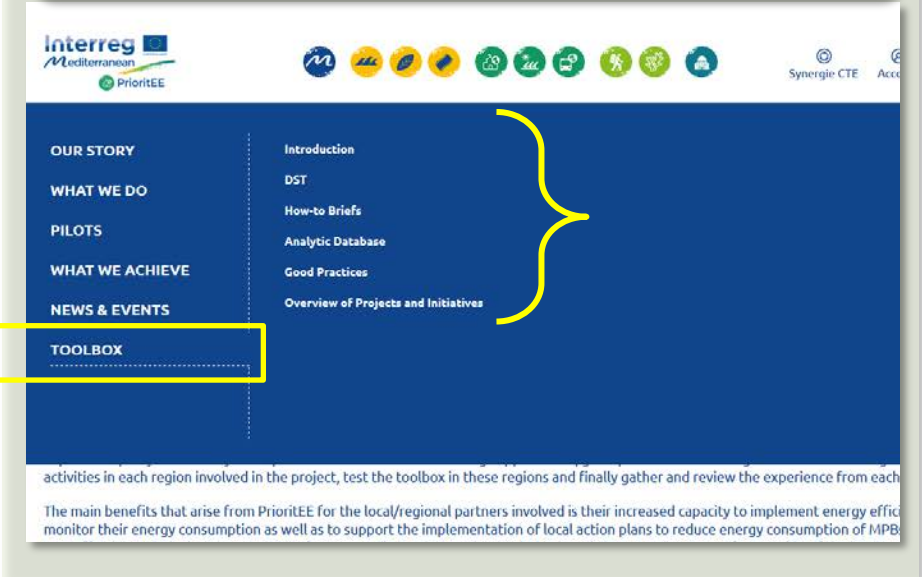 Interreg
Mediterranean
PrioritEE
Synergie CTE
OUR STORY
WHAT WE DO
PILOTS
WHAT WE ACHIEVE
NEWS & EVENTS
TOOLBOX
Introduction
DST
How-to Briefs
Analytic Database
Good Practices
Overview of Projects and Initiatives
activities in each region involved in the project, test the toolbox in these regions and finally gather and review the experience from each
The main benefits that arise from PrioritEE for the local/regional partners involved is their increased capacity to implement energy
monitor their energy consumption as well as to support the implementation of local action plans to reduce energy consumption of